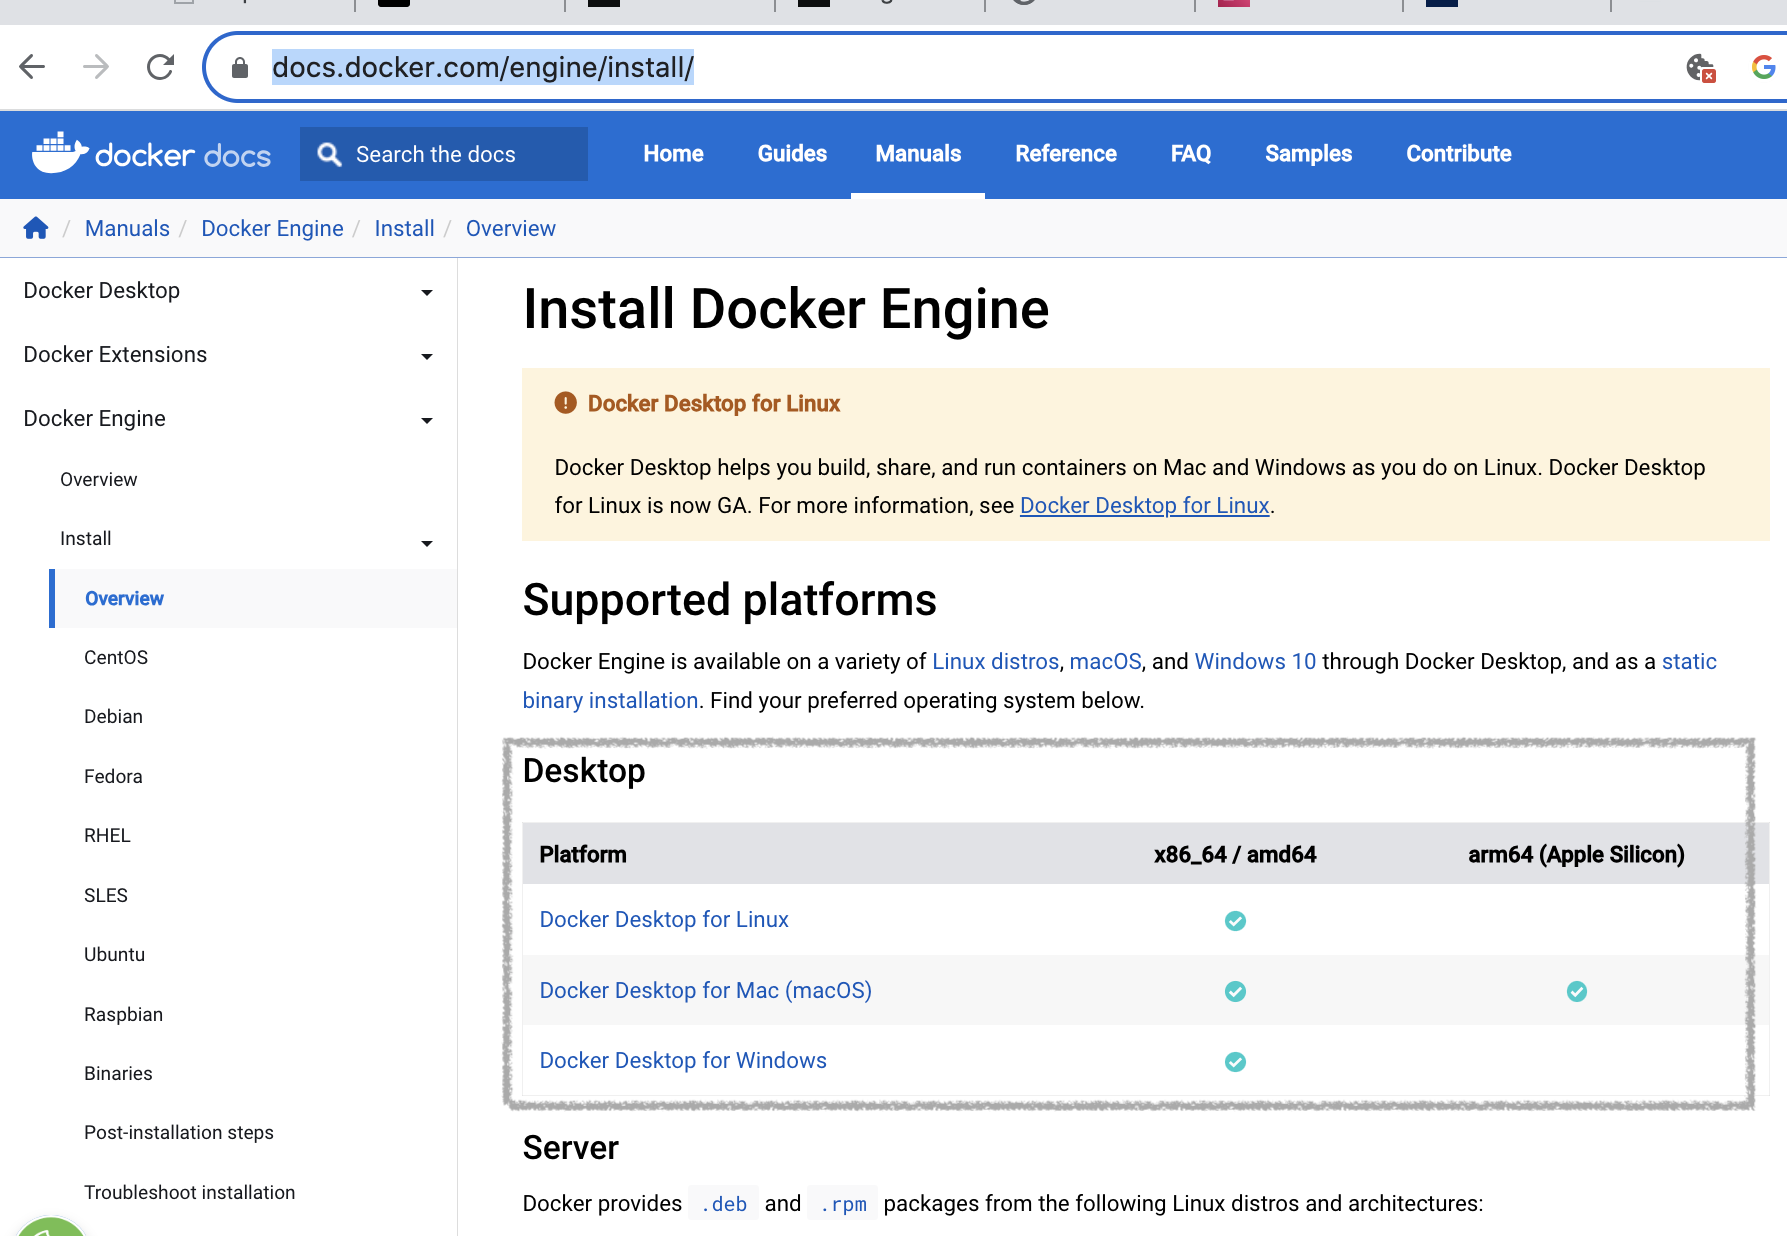 docs.docker.com/engine/install/
docker docs
Search the docs
Home Guides Manuals Reference FAQ Samples Contribute
/ Manuals / Docker Engine / Install / Overview
Docker Desktop
Docker Extensions
Docker Engine
Overview
Install
Overview
CentOS
Debian
Fedora
RHEL
SLES
Ubuntu
Raspbian
Binaries
Post-installation steps
Troubleshoot installation
Install Docker Engine
Docker Desktop for Linux
Docker Desktop helps you build, share, and run containers on Mac and Windows as you do on Linux. Docker Desktop
for Linux is now GA. For more information, see Docker Desktop for Linux.
Supported platforms
Docker Engine is available on a variety of Linux distros, macOS, and Windows 10 through Docker Desktop, and as a static
binary installation. Find your preferred operating system below.
Desktop
Platform x86_64 / amd64 arm64 (Apple Silicon)
Docker Desktop for Linux
Docker Desktop for Mac (macOS)
Docker Desktop for Windows
Server
Docker provides .deb and .rpm packages from the following Linux distros and architectures: